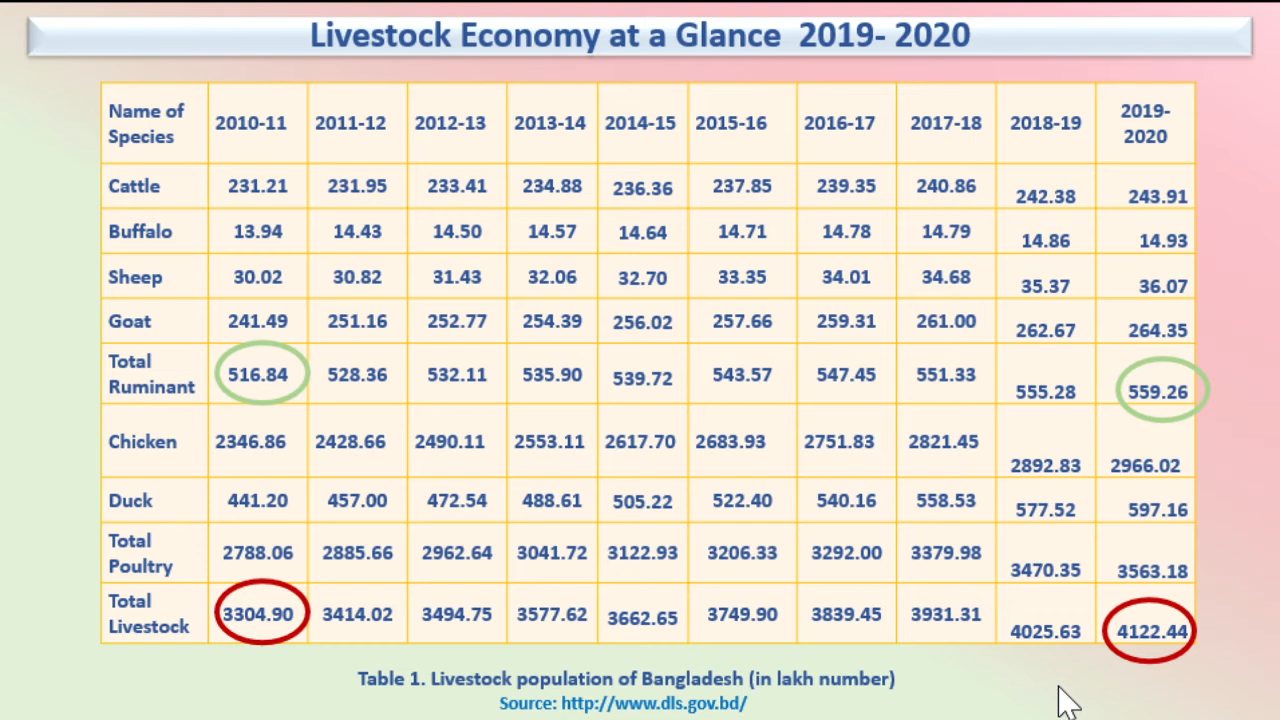 Livestock Economy at a Glance 2019- 2020
Name of Species 2010-11 2011-12 2012-13 2013-14 2014-15 2015-16 2016-17 2017-18 2018-19 2019-2020
Cattle 231.21 231.95 233.41 234.88 236.36 237.85 239.35 240.86 242.38 243.91
Buffalo 13.94 14.43 14.50 14.57 14.64 14.71 14.78 14.79 14.86 14.93
Sheep 30.02 30.82 31.43 32.06 32.70 33.35 34.01 34.68 35.37 36.07
Goat 241.49 251.16 252.77 254.39 256.02 257.66 259.31 261.00 262.67 264.35
Total Ruminant 516.84 528.36 532.11 535.90 539.72 543.57 547.45 551.33 555.28 559.26
Chicken 2346.86 2428.66 2490.11 2553.11 2617.70 2683.93 2751.83 2821.45 2892.83 2966.02
Duck 441.20 457.00 472.54 488.61 505.22 522.40 540.16 558.53 577.52 597.16
Total Poultry 2788.06 2885.66 2962.64 3041.72 3122.93 3206.33 3292.00 3379.98 3470.35 3563.18
Total Livestock 3304.90 3414.02 3494.75 3577.62 3662.65 3749.90 3839.45 3931.31 4025.63 4122.44
Table 1. Livestock population of Bangladesh (in lakh number)
Source: http://www.dls.gov.bd/